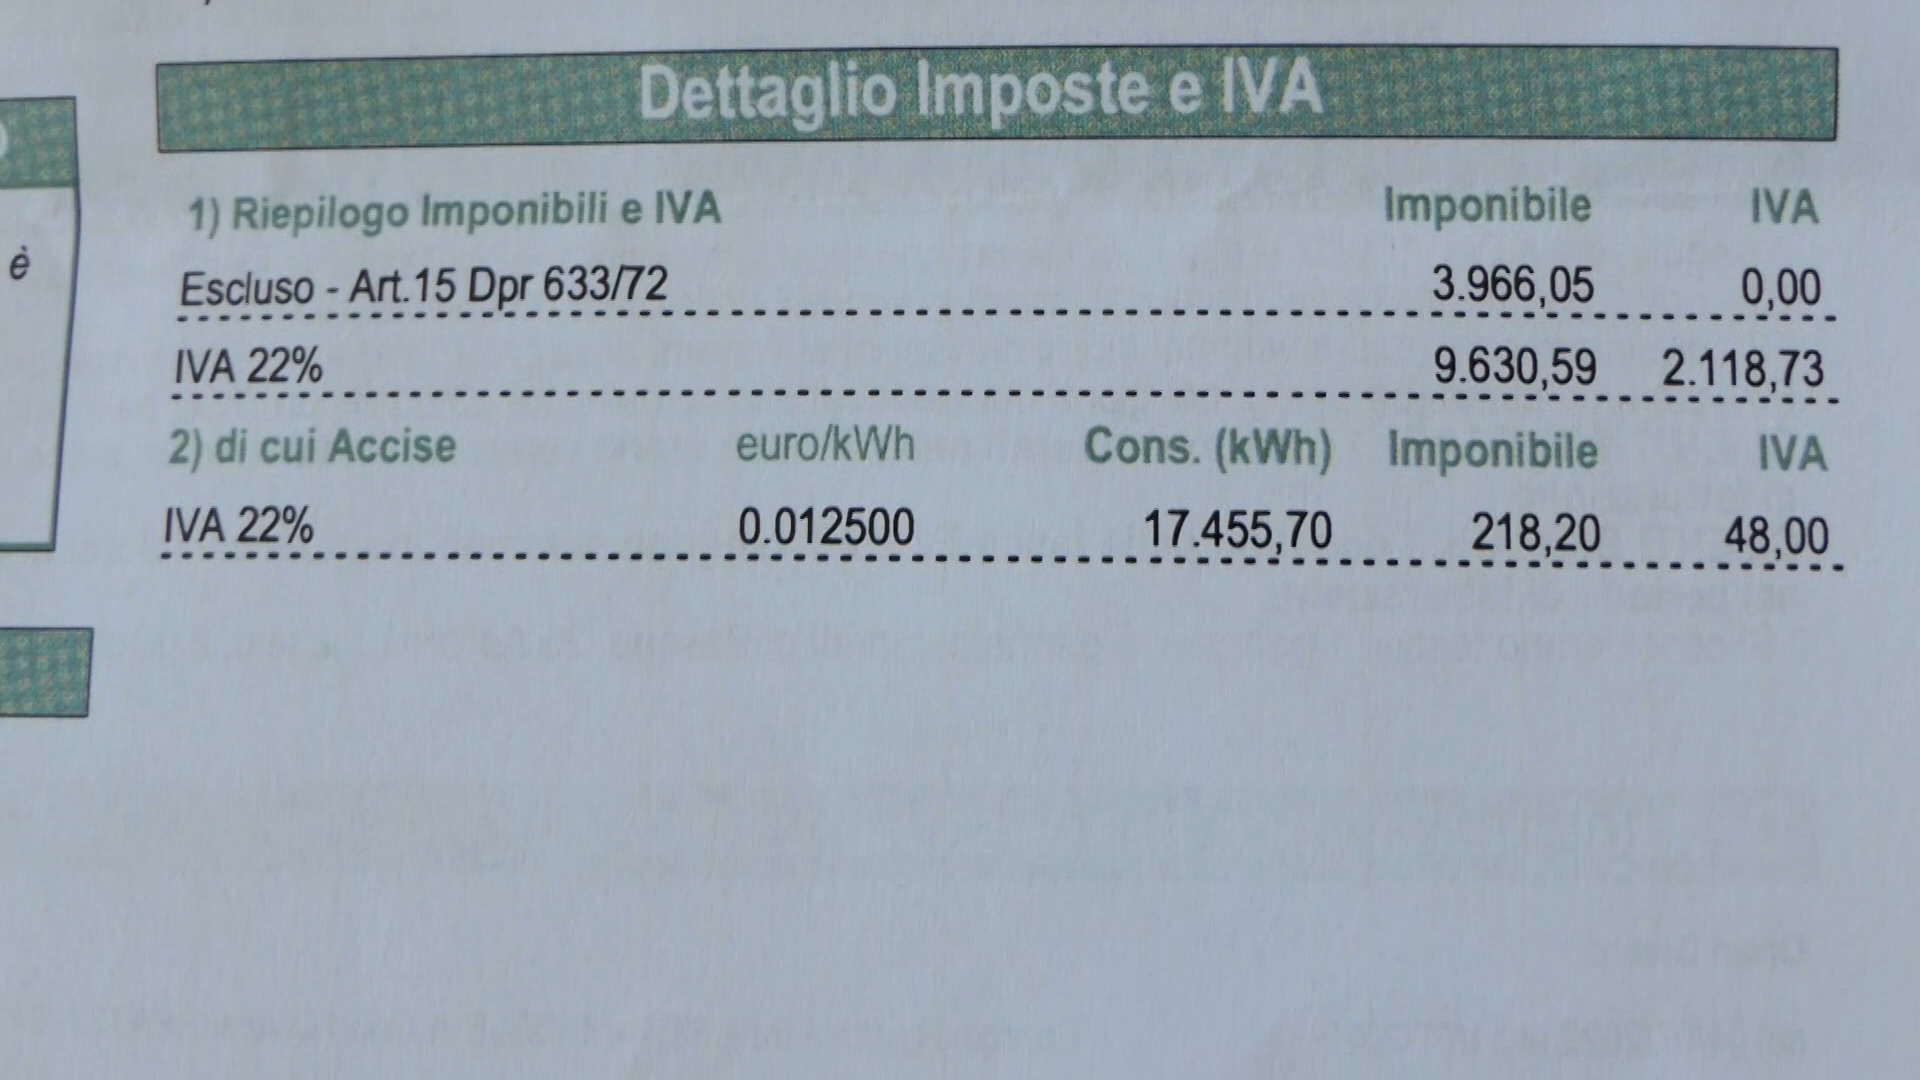 Dettaglio Imposte e IVA
1) Riepilogo Imponibili e IVA Imponibile IVA
è
Escluso - Art.15 Dpr 633/72 3.966,05 0,00
IVA 22% 9.630,59 2.118,73
2) di cui Accise euro/kWh Cons. (kWh) Imponibile IVA
IVA 22% 0.012500 17.455,70 218,20 48,00